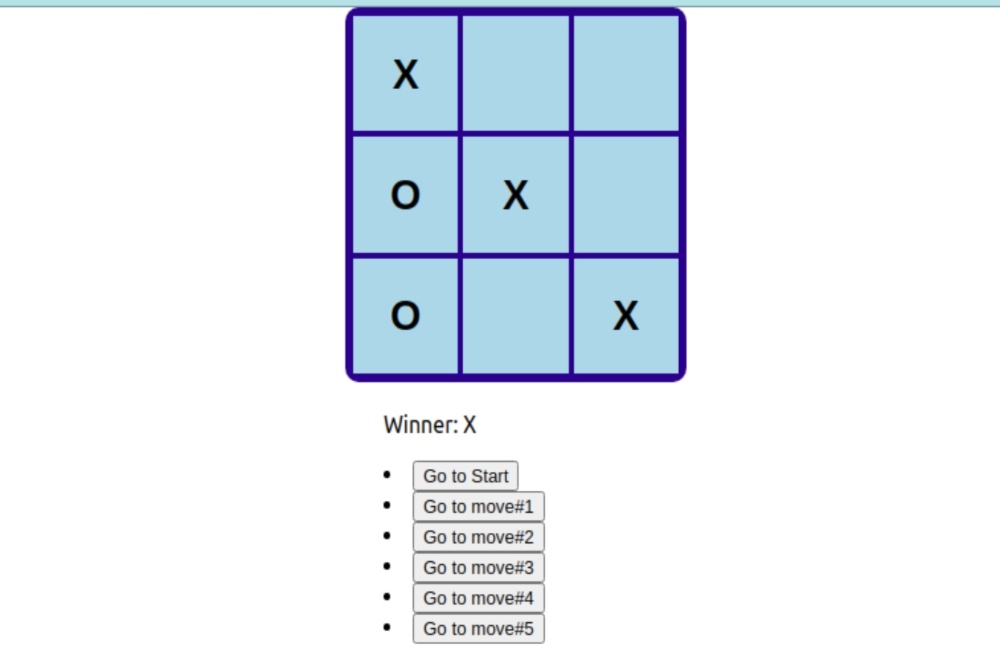 X
O X
O X
Winner: X
Go to Start
Go to move#1
Go to move#2
Go to move#3
Go to move#4
Go to move#5